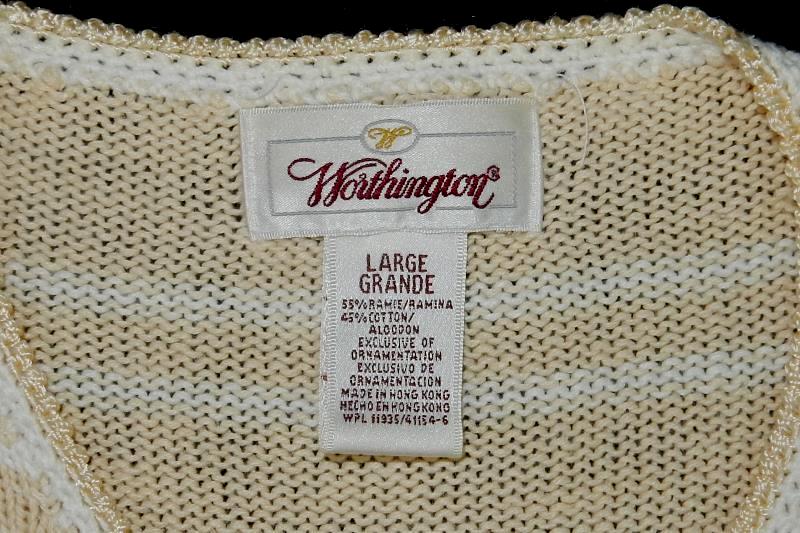 W
Worthington®
LARGE
GRANDE
55% RAMIE/RAMINA
45% COTTON/
ALGODON
EXCLUSIVE OF
ORNAMENTATION
EXCLUSIVO DE
ORNAMENTACION
MADE IN HONG KONG
HECHO EN HONG KONG
WPL 11935/41154-6